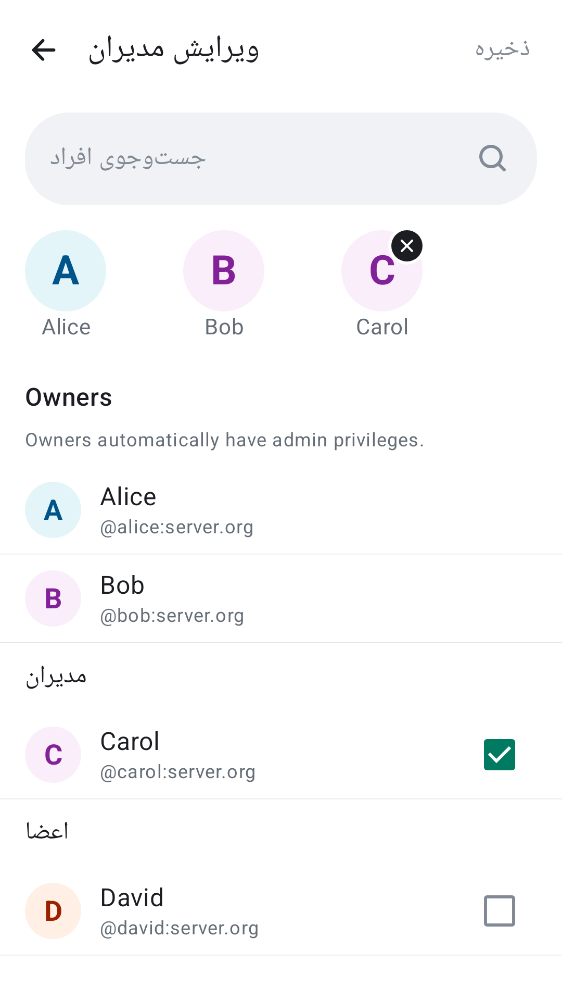 ویرایش مدیران
ذخیره
جست‌وجوی افراد
A
B
C
Alice
Bob
Carol
Owners
Owners automatically have admin privileges.
A
Alice
@alice:server.org
B
Bob
@bob:server.org
مدیران
C
Carol
@carol:server.org
اعضا
D
David
@david:server.org